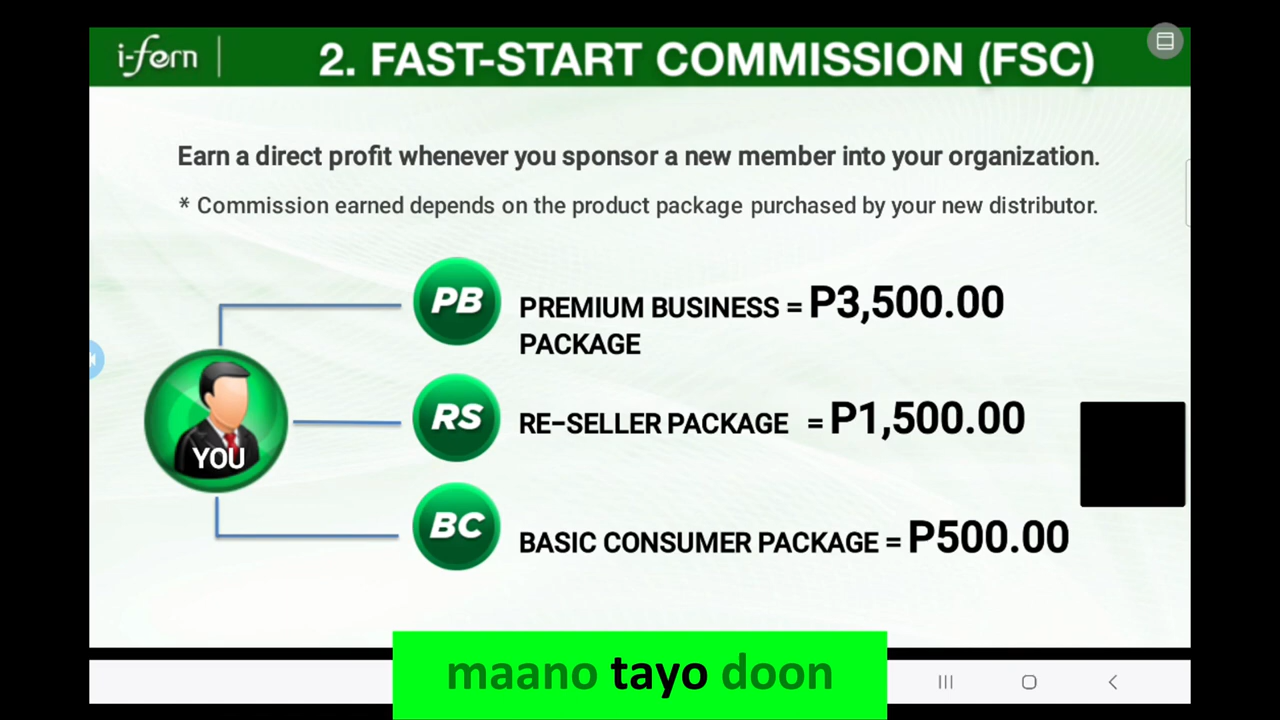 i-fern
2. FAST-START COMMISSION (FSC)
Earn a direct profit whenever you sponsor a new member into your organization.
* Commission earned depends on the product package purchased by your new distributor.
PB PREMIUM BUSINESS = P3,500.00
PACKAGE
YOU
RS RE-SELLER PACKAGE = P1,500.00
BC BASIC CONSUMER PACKAGE = P500.00
maano tayo doon